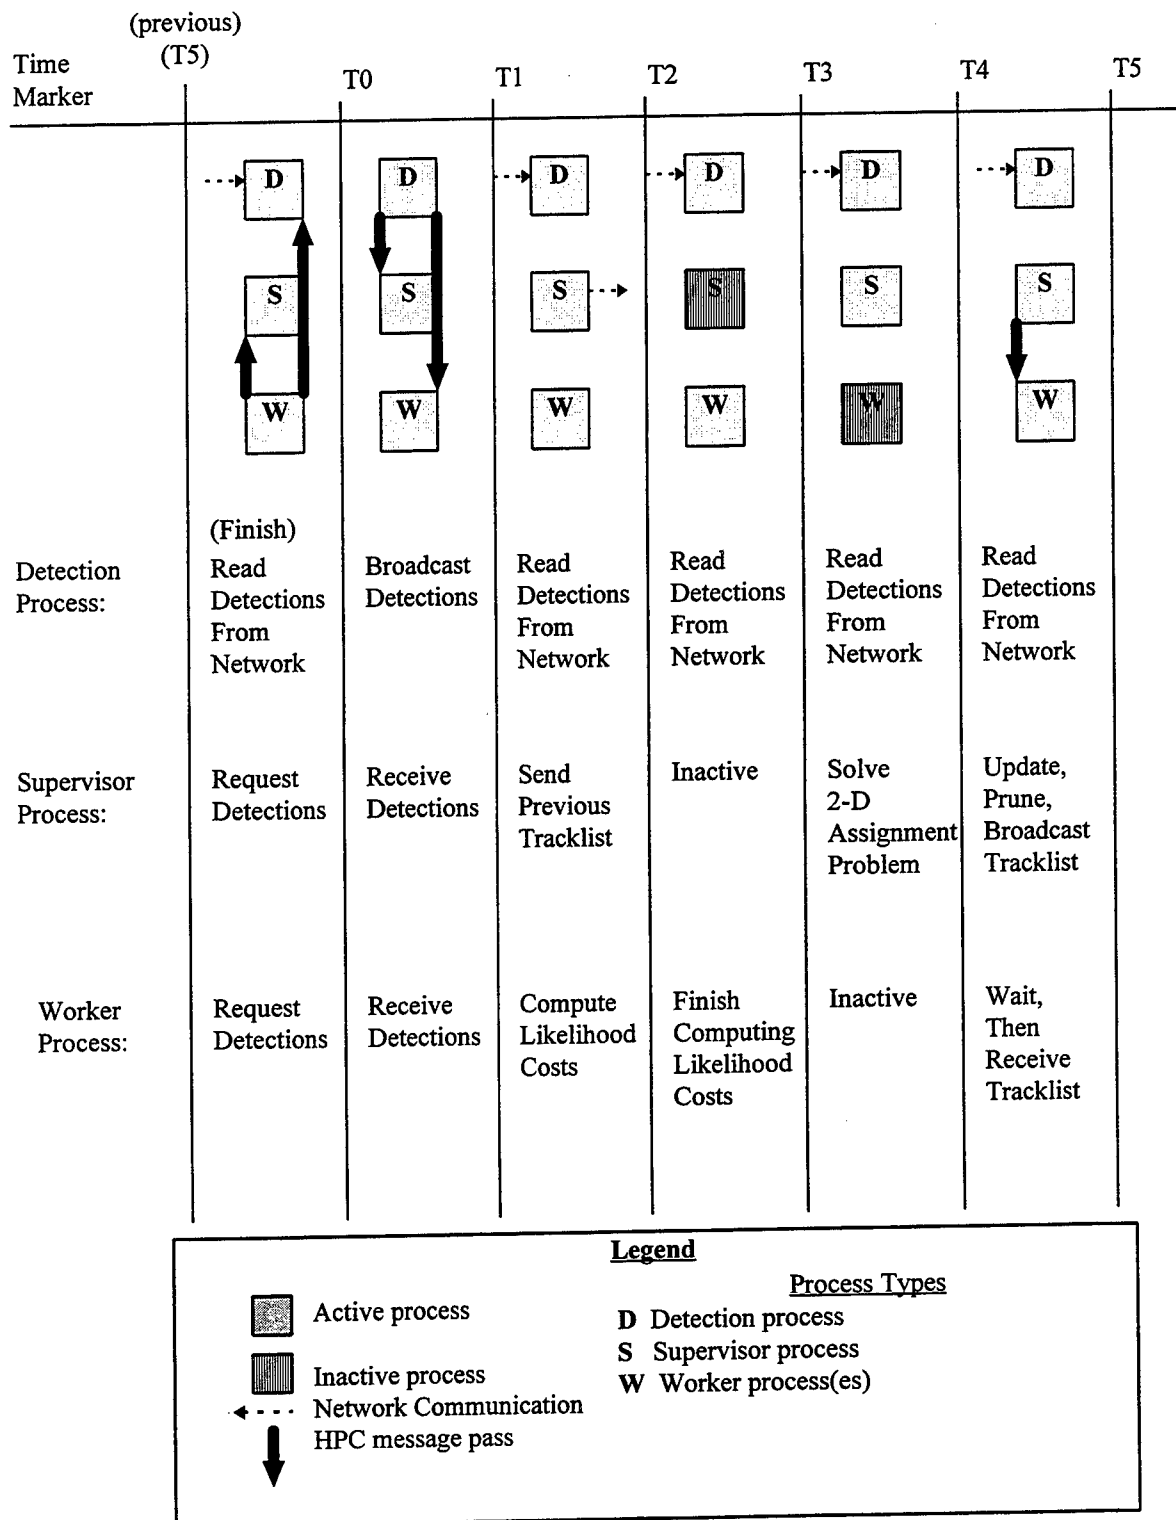 (previous)
(T5)
Time
Marker
T0
T1
T2
T3
T4
T5
D
D
D
D
D
D
S
S
S
S
S
S
W
W
W
W
W
W
Detection
Process:
(Finish)
Read
Detections
From
Network
Broadcast
Detections
Read
Detections
From
Network
Read
Detections
From
Network
Read
Detections
From
Network
Read
Detections
From
Network
Supervisor
Process:
Request
Detections
Receive
Detections
Send
Previous
Tracklist
Inactive
Solve
2-D
Assignment
Problem
Update,
Prune,
Broadcast
Tracklist
Worker
Process:
Request
Detections
Receive
Detections
Compute
Likelihood
Costs
Finish
Computing
Likelihood
Costs
Inactive
Wait,
Then
Receive
Tracklist
Legend
Active process
Inactive process
Network Communication
HPC message pass
Process Types
D Detection process
S Supervisor process
W Worker process(es)